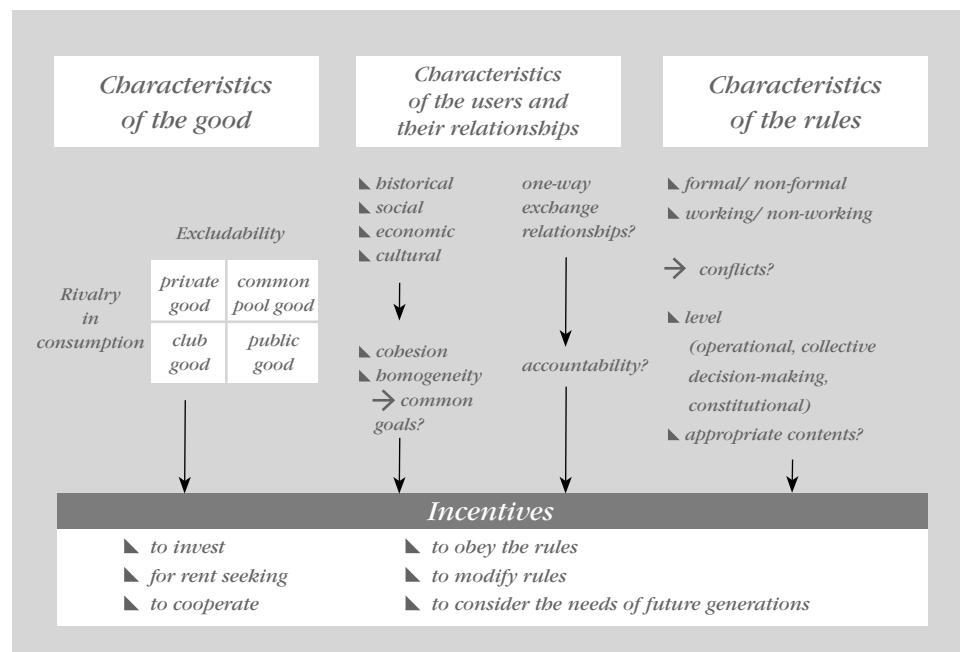 Characteristics
of the good
Excludability
Rivalry
in
consumption
private
good
common
pool good
club
good
public
good
Characteristics
of the users and
their relationships
historical
social
economic
cultural
cohesion
homogeneity
→ common
goals?
one-way
exchange
relationships?
accountability?
Characteristics
of the rules
formal/ non-formal
working/ non-working
→ conflicts?
level
(operational, collective
decision-making,
constitutional)
appropriate contents?
Incentives
to invest
for rent seeking
to cooperate
to obey the rules
to modify rules
to consider the needs of future generations